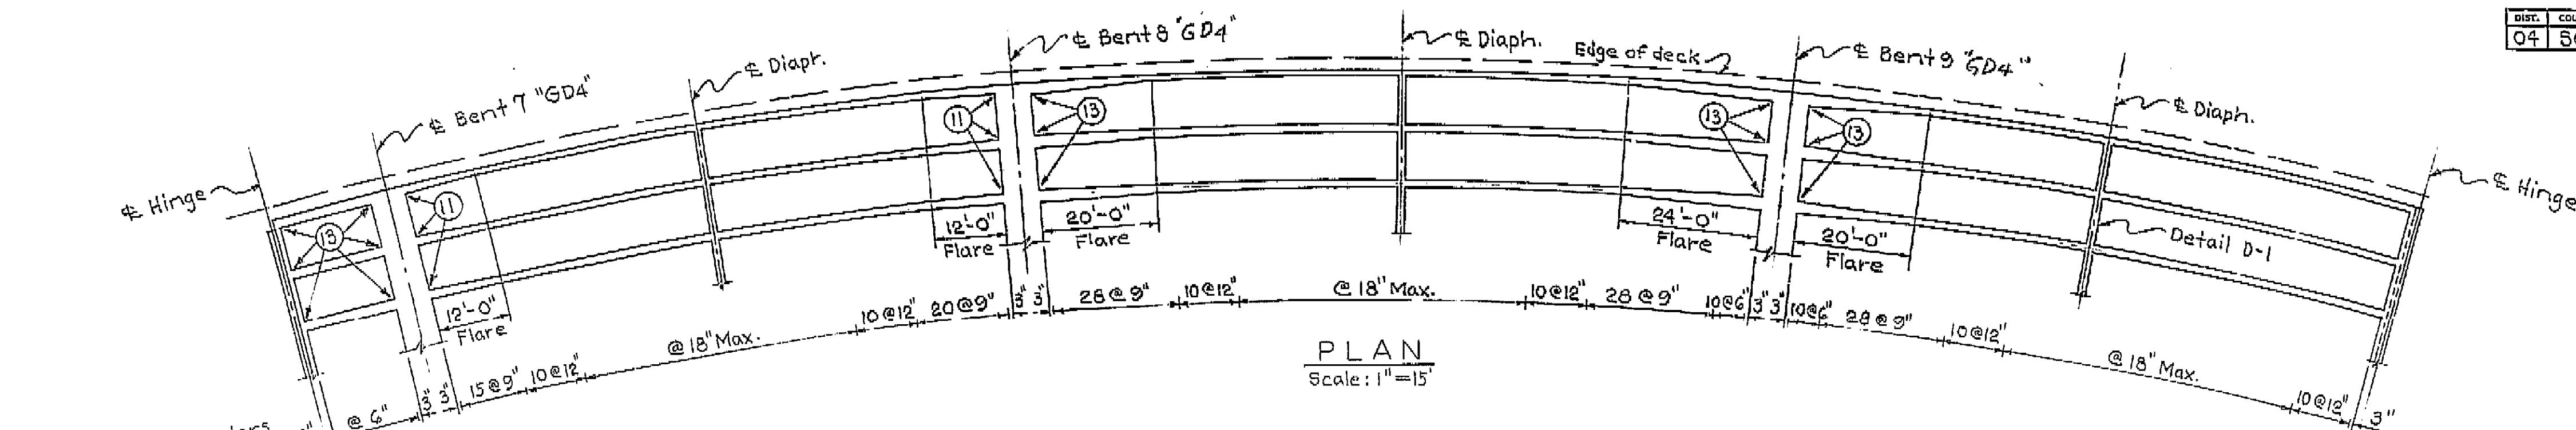 DIST.
04
℄ Bent 8 "GD4"
℄ Diaph.
Edge of deck
℄ Bent 9 "GD4"
℄ Diapr.
℄ Bent 7 "GD4"
℄ Diaph.
℄ Hinge
℄ Hinge
13
11
11
13
13
13
12'-0"
Flare
12'-0"
Flare
20'-0"
Flare
24'-0"
Flare
20'-0"
Flare
Detail D-1
@ 6"
3" 3"
15@9"
10@12"
@ 18" Max.
10@12"
20@9"
3" 3"
28@9"
10@12"
@ 18" Max.
10@12"
28@9"
10@6"
3" 3"
10@6"
28@9"
10@12"
@ 18" Max.
10@12"
3"
PLAN
Scale: 1"=15'